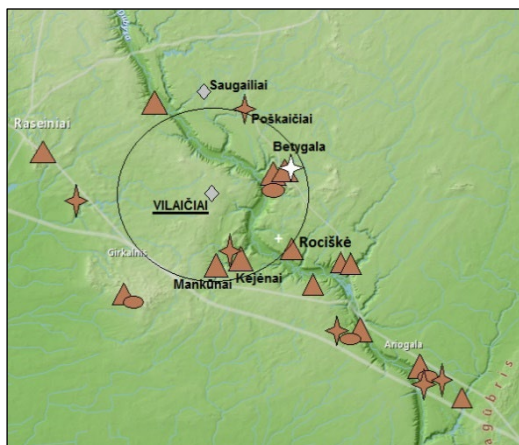 Saugailiai
Poškaičiai
Raseiniai
Betygala
VILAIČIAI
Rociškė
Girkalnis
Mankūnai
Kejėnai
Ariogala